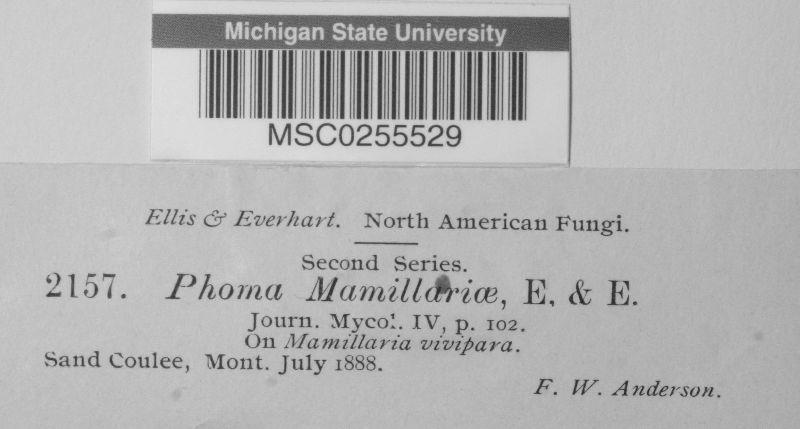 Michigan State University
MSC0255529
Ellis & Everhart. North American Fungi.
Second Series.
2157. Phoma Mamillariæ, E. & E.
Journ. Mycol. IV, p. 102.
On Mamillaria vivipara.
Sand Coulee, Mont. July 1888.
F. W. Anderson.